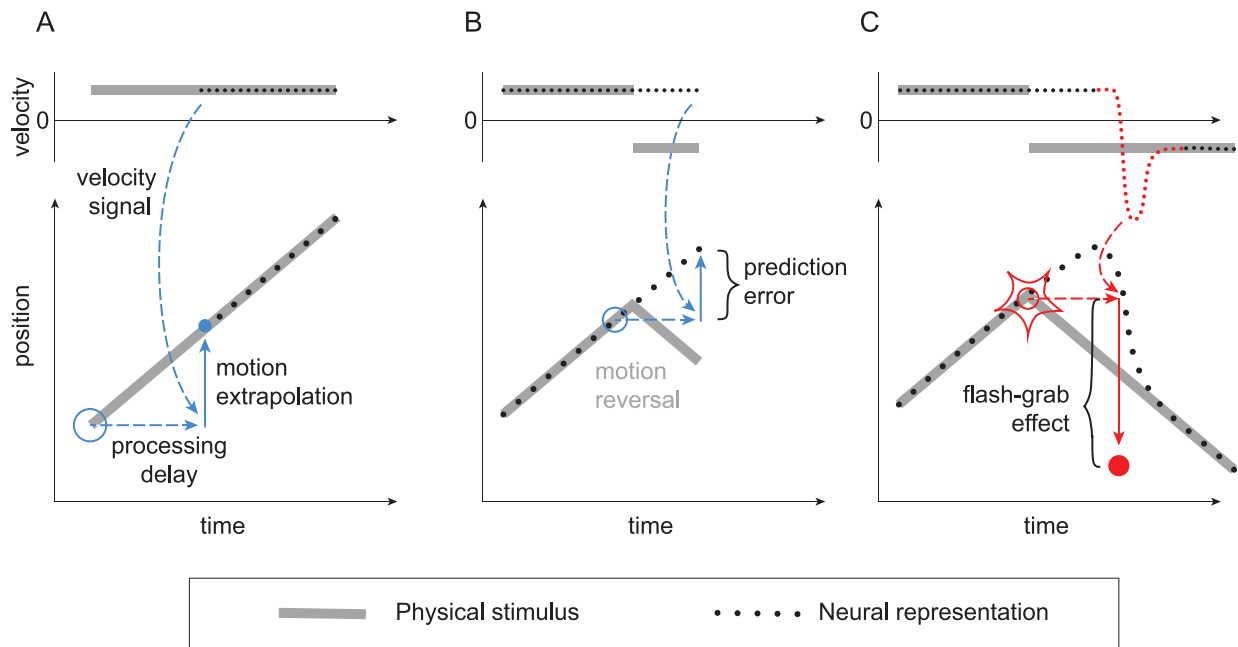 A
B
C
velocity
0
0
0
velocity
signal
position
motion
extrapolation
processing
delay
time
prediction
error
motion
reversal
time
flash-grab
effect
time
Physical stimulus
Neural representation